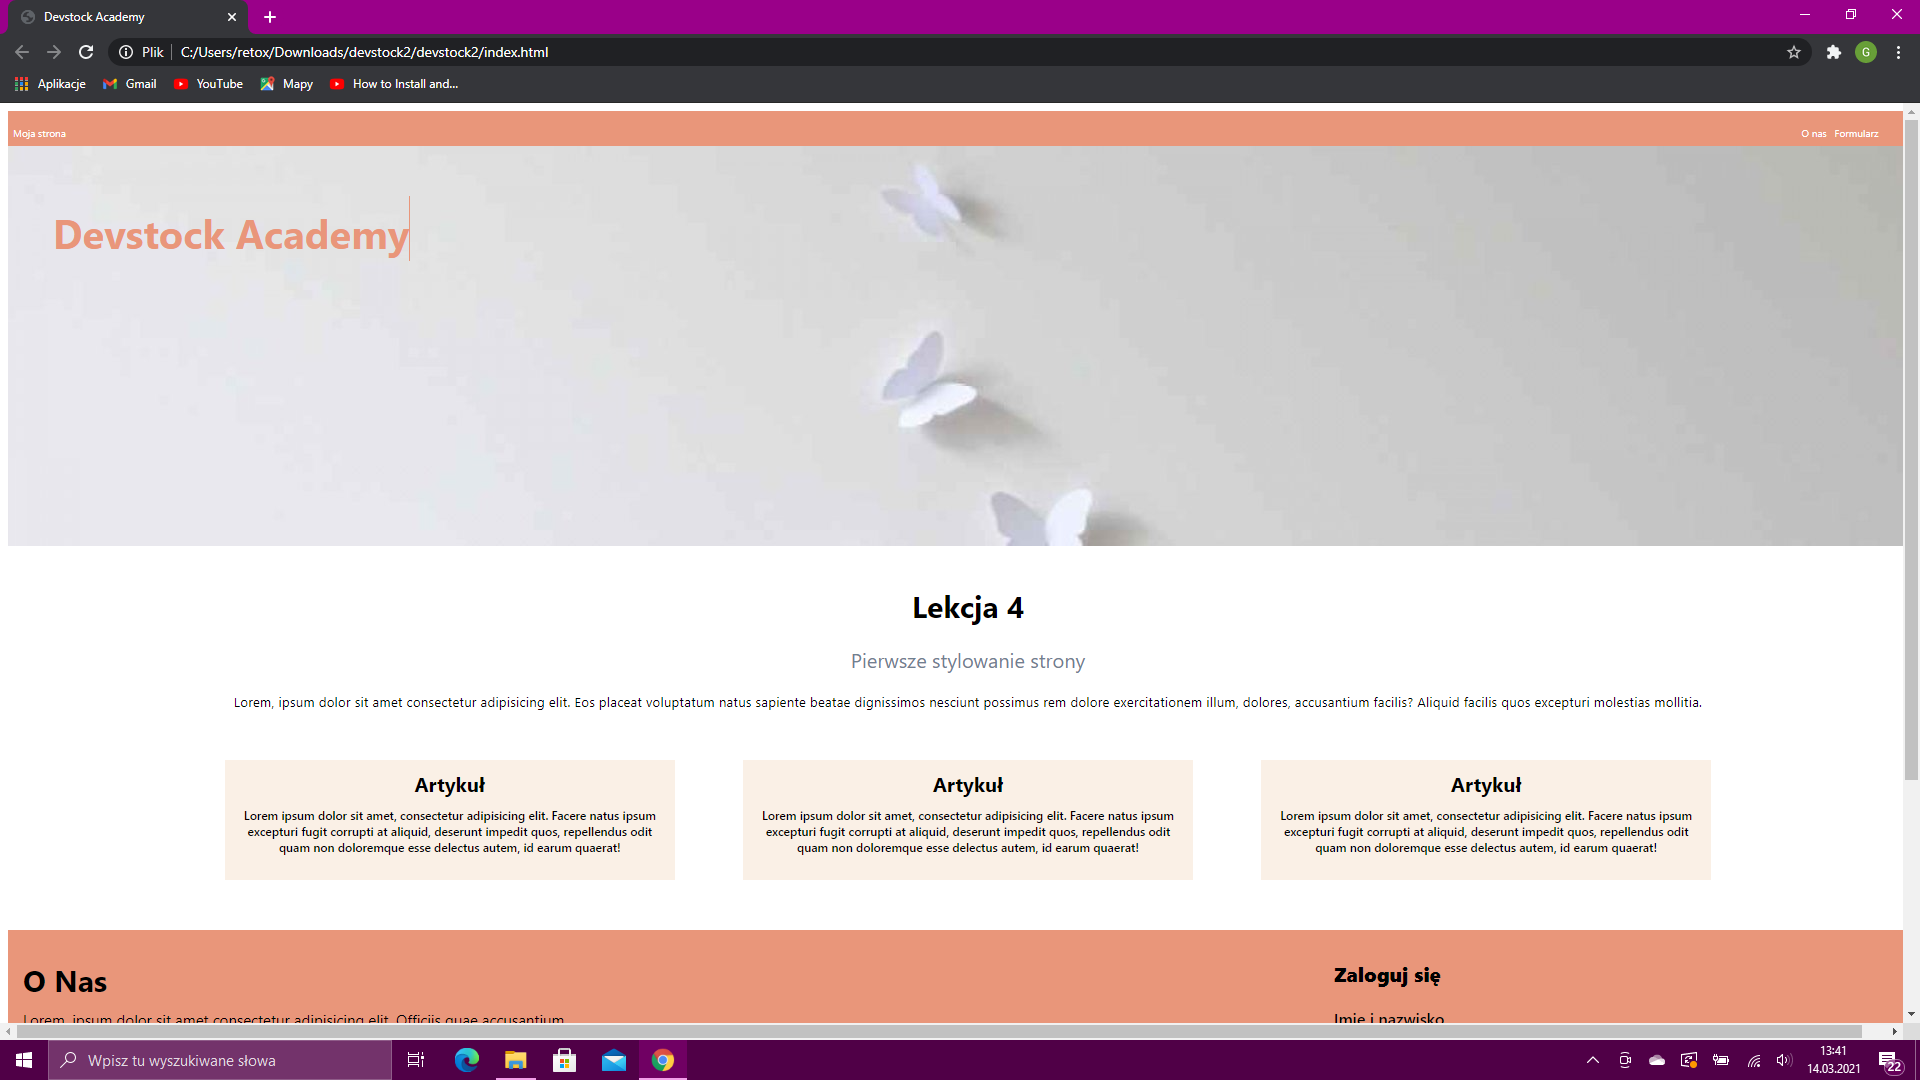 Devstock Academy
Plik
C:/Users/retox/Downloads/devstock2/devstock2/index.html
G
Aplikacje
Gmail
YouTube
Mapy
How to Install and...
Moja strona
O nas
Formularz
Devstock Academy
Lekcja 4
Pierwsze stylowanie strony
Lorem, ipsum dolor sit amet consectetur adipisicing elit. Eos placeat voluptatum natus sapiente beatae dignissimos nesciunt possimus rem dolore exercitationem illum, dolores, accusantium facilis? Aliquid facilis quos excepturi molestias mollitia.
Artykuł
Lorem ipsum dolor sit amet, consectetur adipisicing elit. Facere natus ipsum
excepturi fugit corrupti at aliquid, deserunt impedit quos, repellendus odit
quam non doloremque esse delectus autem, id earum quaerat!
Artykuł
Lorem ipsum dolor sit amet, consectetur adipisicing elit. Facere natus ipsum
excepturi fugit corrupti at aliquid, deserunt impedit quos, repellendus odit
quam non doloremque esse delectus autem, id earum quaerat!
Artykuł
Lorem ipsum dolor sit amet, consectetur adipisicing elit. Facere natus ipsum
excepturi fugit corrupti at aliquid, deserunt impedit quos, repellendus odit
quam non doloremque esse delectus autem, id earum quaerat!
O Nas
Lorem, ipsum dolor sit amet consectetur adipisicing elit. Officiis quae accusantium
Zaloguj się
Imię i nazwisko
Wpisz tu wyszukiwane słowa
13:41
14.03.2021
22